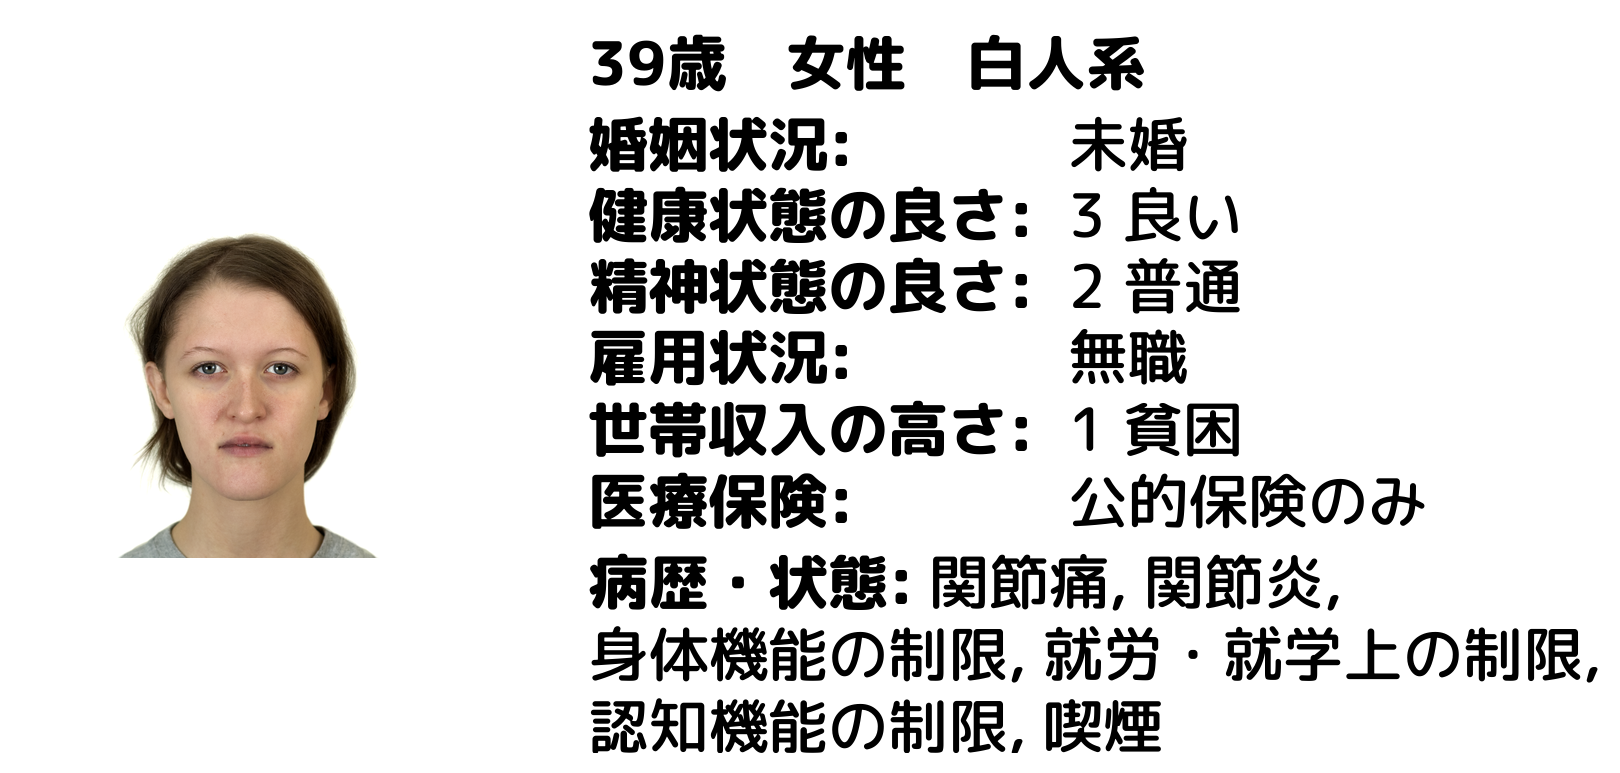 39歳　女性　白人系
婚姻状況: 未婚
健康状態の良さ: 3 良い
精神状態の良さ: 2 普通
雇用状況: 無職
世帯収入の高さ: 1 貧困
医療保険: 公的保険のみ
病歴・状態: 関節痛, 関節炎,
身体機能の制限, 就労・就学上の制限,
認知機能の制限, 喫煙